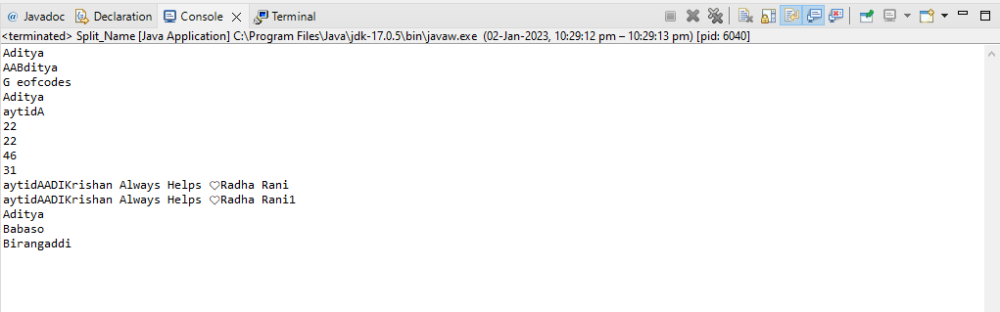 @ Javadoc Declaration Console Terminal
<terminated> Split_Name [Java Application] C:\Program Files\Java\jdk-17.0.5\bin\javaw.exe (02-Jan-2023, 10:29:12 pm – 10:29:13 pm) [pid: 6040]
Aditya
AABditya
G eofcodes
Aditya
aytidA
22
22
46
31
aytidAADIKrishan Always Helps ♡Radha Rani
aytidAADIKrishan Always Helps ♡Radha Rani1
Aditya
Babaso
Birangaddi